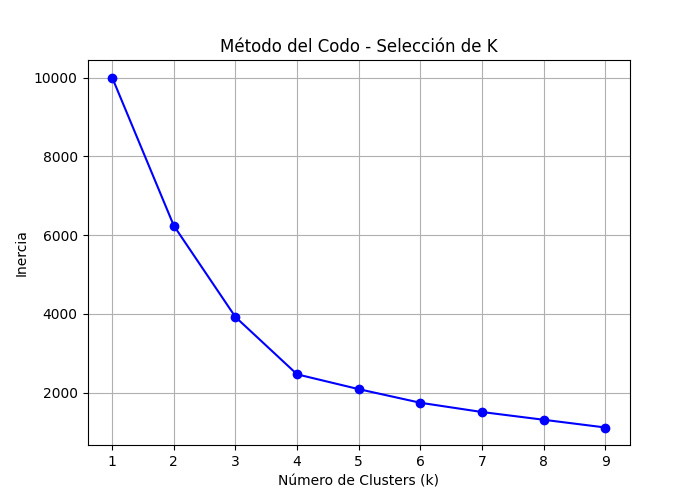 Método del Codo - Selección de K
10000
8000
6000
4000
2000
Inercia
1 2 3 4 5 6 7 8 9
Número de Clusters (k)